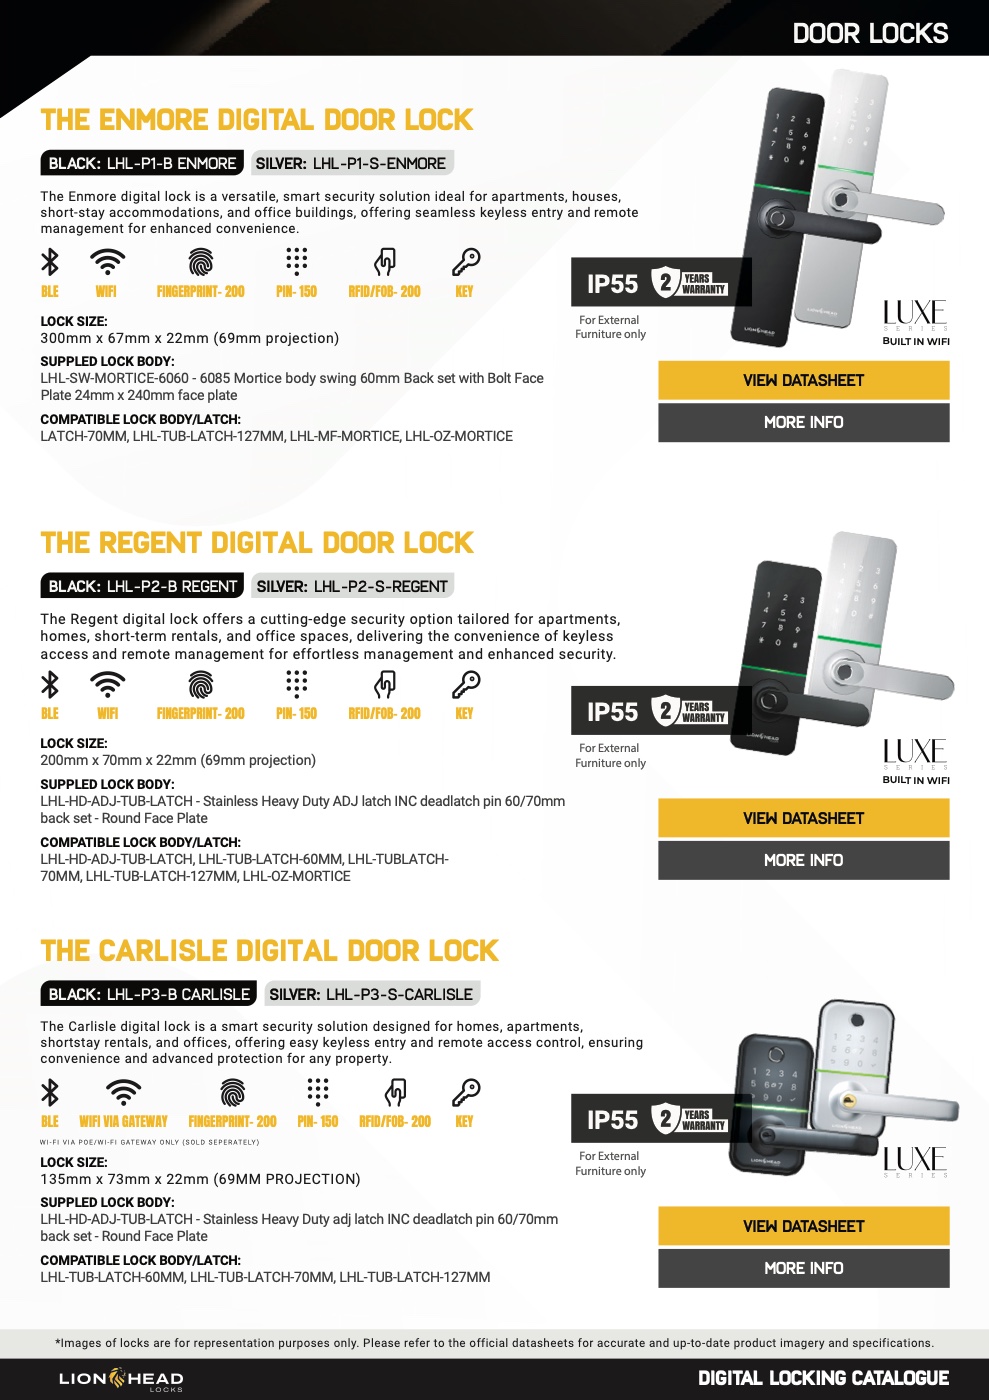 DOOR LOCKS
THE ENMORE DIGITAL DOOR LOCK
BLACK: LHL-P1-B ENMORE
SILVER: LHL-P1-S-ENMORE
The Enmore digital lock is a versatile, smart security solution ideal for apartments, houses,
short-stay accommodations, and office buildings, offering seamless keyless entry and remote
management for enhanced convenience.
BLE WIFI FINGERPRINT- 200 PIN- 150 RFID/FOB- 200 KEY
LOCK SIZE:
300mm x 67mm x 22mm (69mm projection)
SUPPLED LOCK BODY:
LHL-SW-MORTICE-6060 - 6085 Mortice body swing 60mm Back set with Bolt Face
Plate 24mm x 240mm face plate
COMPATIBLE LOCK BODY/LATCH:
LATCH-70MM, LHL-TUB-LATCH-127MM, LHL-MF-MORTICE, LHL-OZ-MORTICE
IP55 2 YEARS WARRANTY
For External
Furniture only
LION HEAD
LUXE
SERIES
BUILT IN WIFI
VIEW DATASHEET
MORE INFO
THE REGENT DIGITAL DOOR LOCK
BLACK: LHL-P2-B REGENT
SILVER: LHL-P2-S-REGENT
The Regent digital lock offers a cutting-edge security option tailored for apartments,
homes, short-term rentals, and office spaces, delivering the convenience of keyless
access and remote management for effortless management and enhanced security.
BLE WIFI FINGERPRINT- 200 PIN- 150 RFID/FOB- 200 KEY
LOCK SIZE:
200mm x 70mm x 22mm (69mm projection)
SUPPLED LOCK BODY:
LHL-HD-ADJ-TUB-LATCH - Stainless Heavy Duty ADJ latch INC deadlatch pin 60/70mm
back set - Round Face Plate
COMPATIBLE LOCK BODY/LATCH:
LHL-HD-ADJ-TUB-LATCH, LHL-TUB-LATCH-60MM, LHL-TUBLATCH-
70MM, LHL-TUB-LATCH-127MM, LHL-OZ-MORTICE
IP55 2 YEARS WARRANTY
For External
Furniture only
LION HEAD
LUXE
SERIES
BUILT IN WIFI
VIEW DATASHEET
MORE INFO
THE CARLISLE DIGITAL DOOR LOCK
BLACK: LHL-P3-B CARLISLE
SILVER: LHL-P3-S-CARLISLE
The Carlisle digital lock is a smart security solution designed for homes, apartments,
shortstay rentals, and offices, offering easy keyless entry and remote access control, ensuring
convenience and advanced protection for any property.
BLE WIFI VIA GATEWAY FINGERPRINT- 200 PIN- 150 RFID/FOB- 200 KEY
WI-FI VIA POE/WI-FI GATEWAY ONLY (SOLD SEPERATELY)
LOCK SIZE:
135mm x 73mm x 22mm (69MM PROJECTION)
SUPPLED LOCK BODY:
LHL-HD-ADJ-TUB-LATCH - Stainless Heavy Duty adj latch INC deadlatch pin 60/70mm
back set - Round Face Plate
COMPATIBLE LOCK BODY/LATCH:
LHL-TUB-LATCH-60MM, LHL-TUB-LATCH-70MM, LHL-TUB-LATCH-127MM
IP55 2 YEARS WARRANTY
For External
Furniture only
LION HEAD
LUXE
SERIES
VIEW DATASHEET
MORE INFO
*Images of locks are for representation purposes only. Please refer to the official datasheets for accurate and up-to-date product imagery and specifications.
LION HEAD
LOCKS
DIGITAL LOCKING CATALOGUE